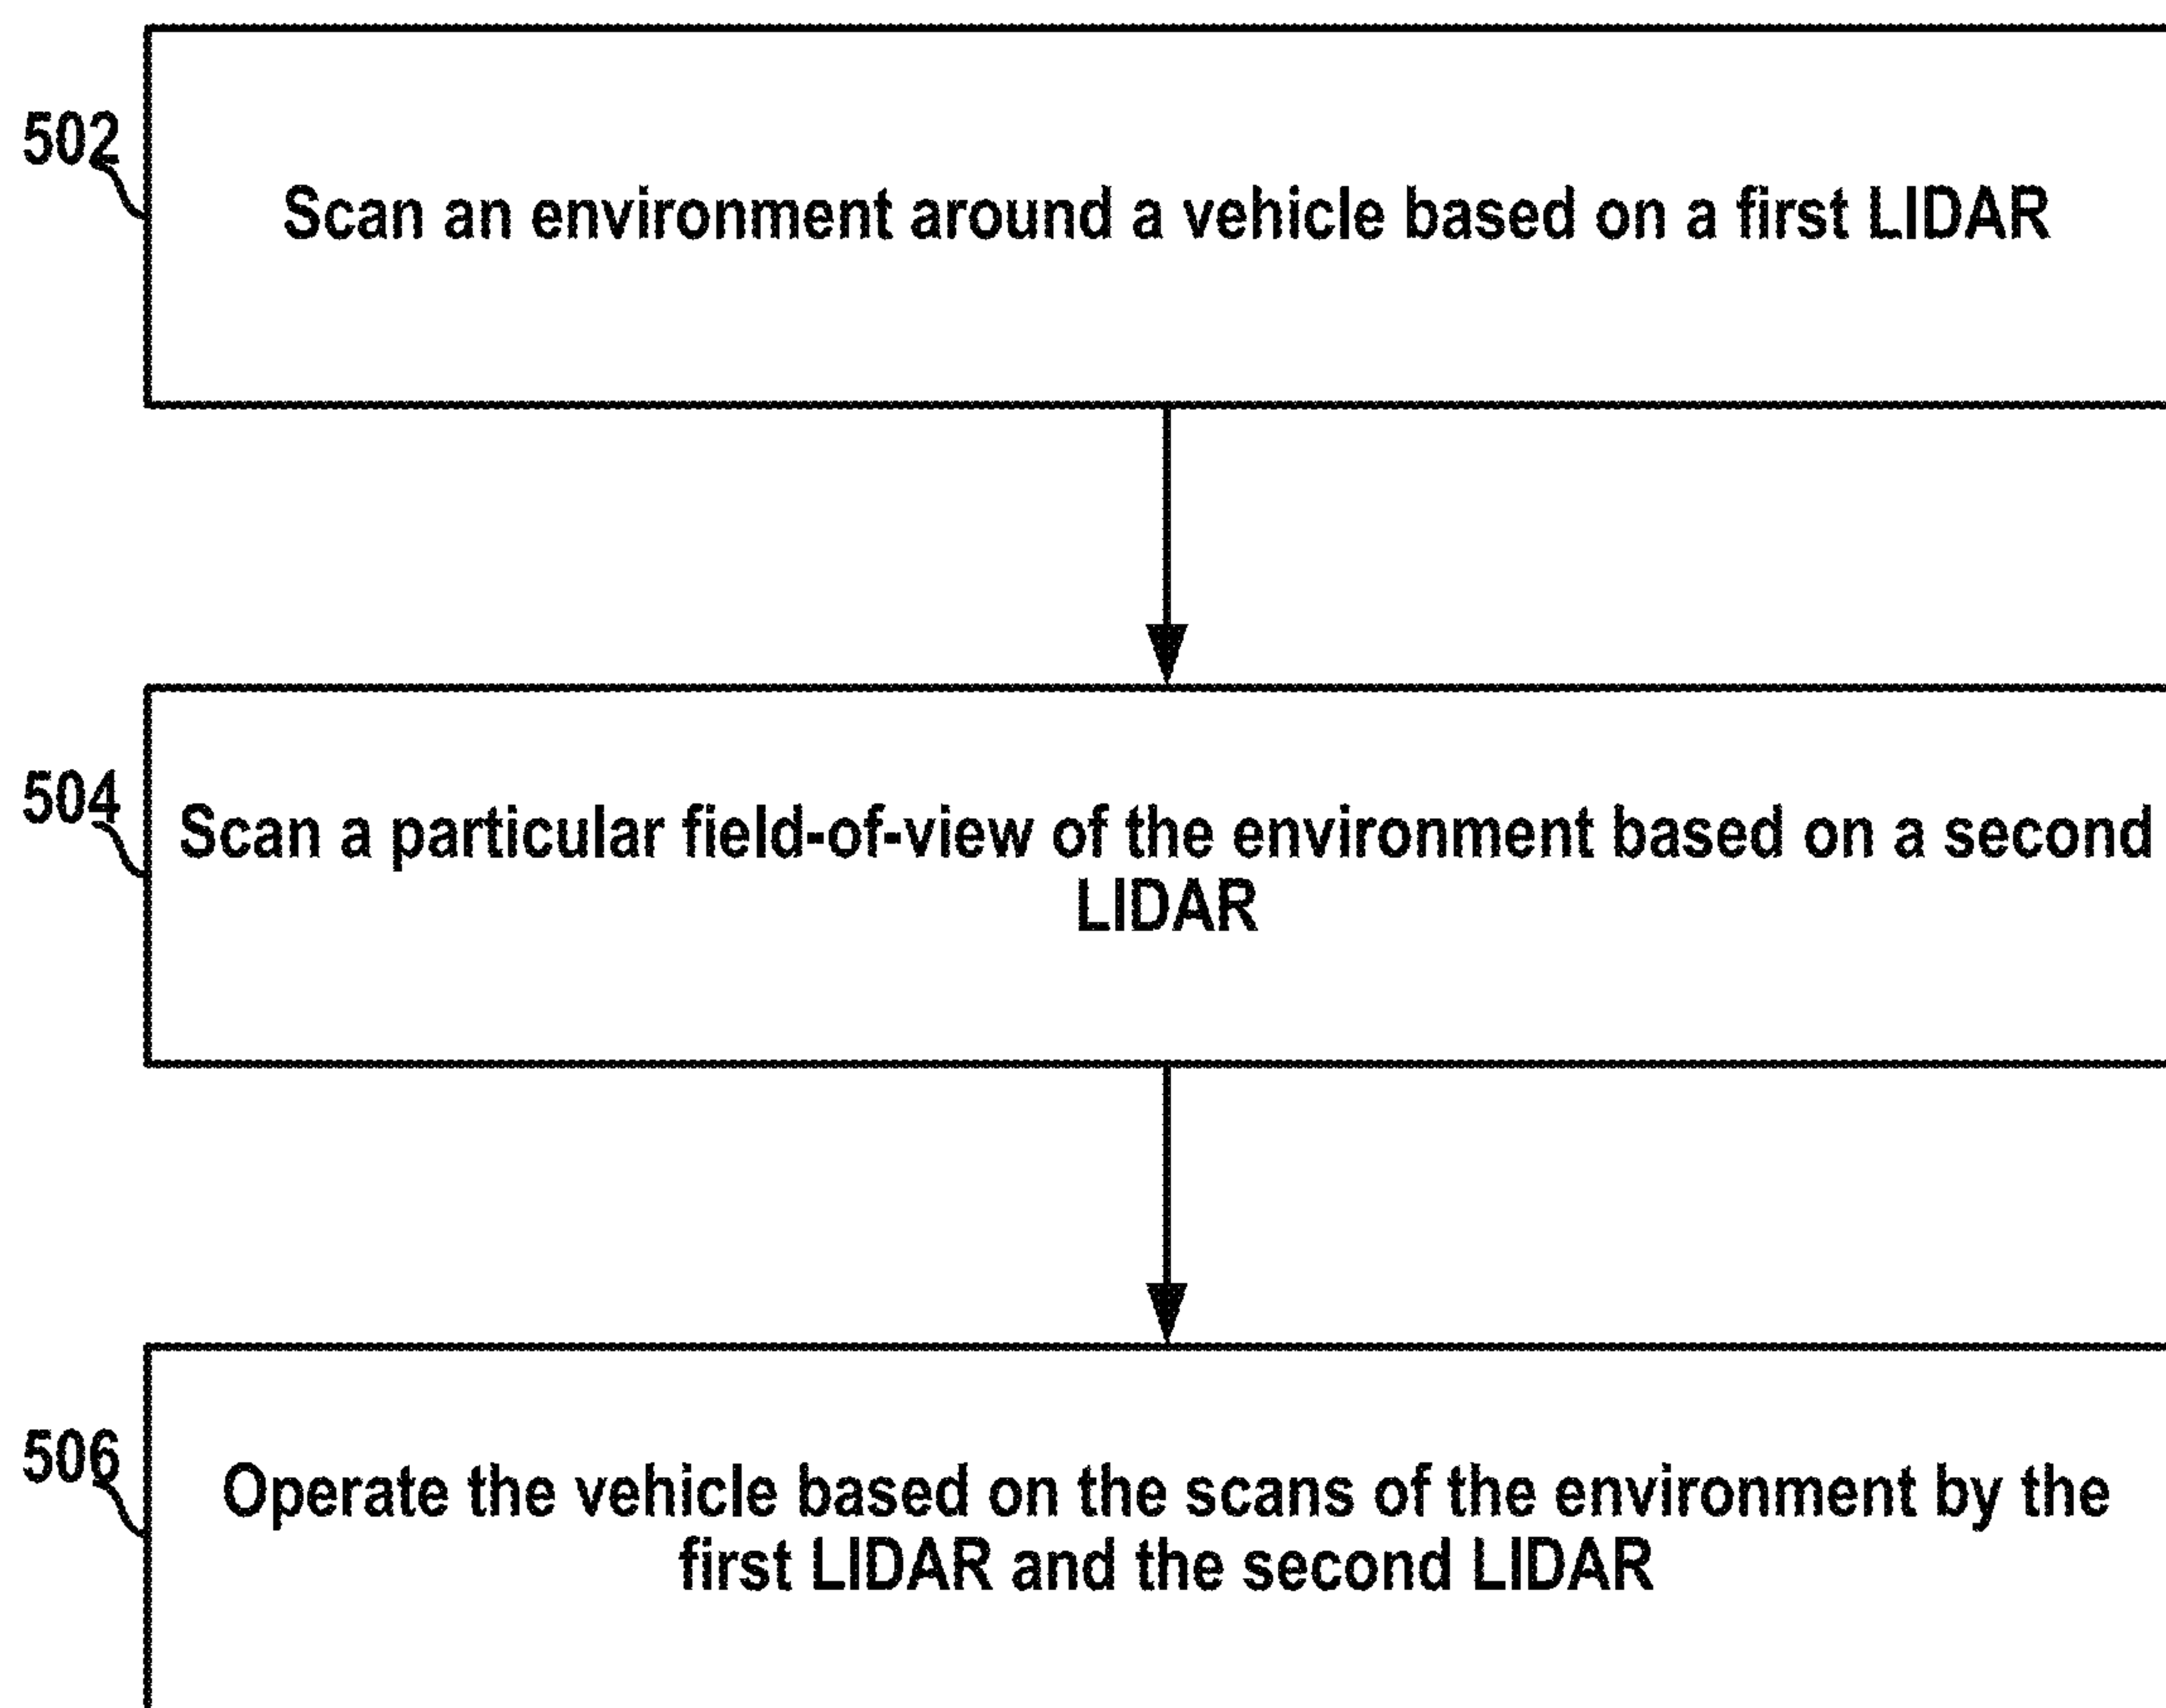 502
Scan an environment around a vehicle based on a first LIDAR
504
Scan a particular field-of-view of the environment based on a second
LIDAR
506
Operate the vehicle based on the scans of the environment by the
first LIDAR and the second LIDAR